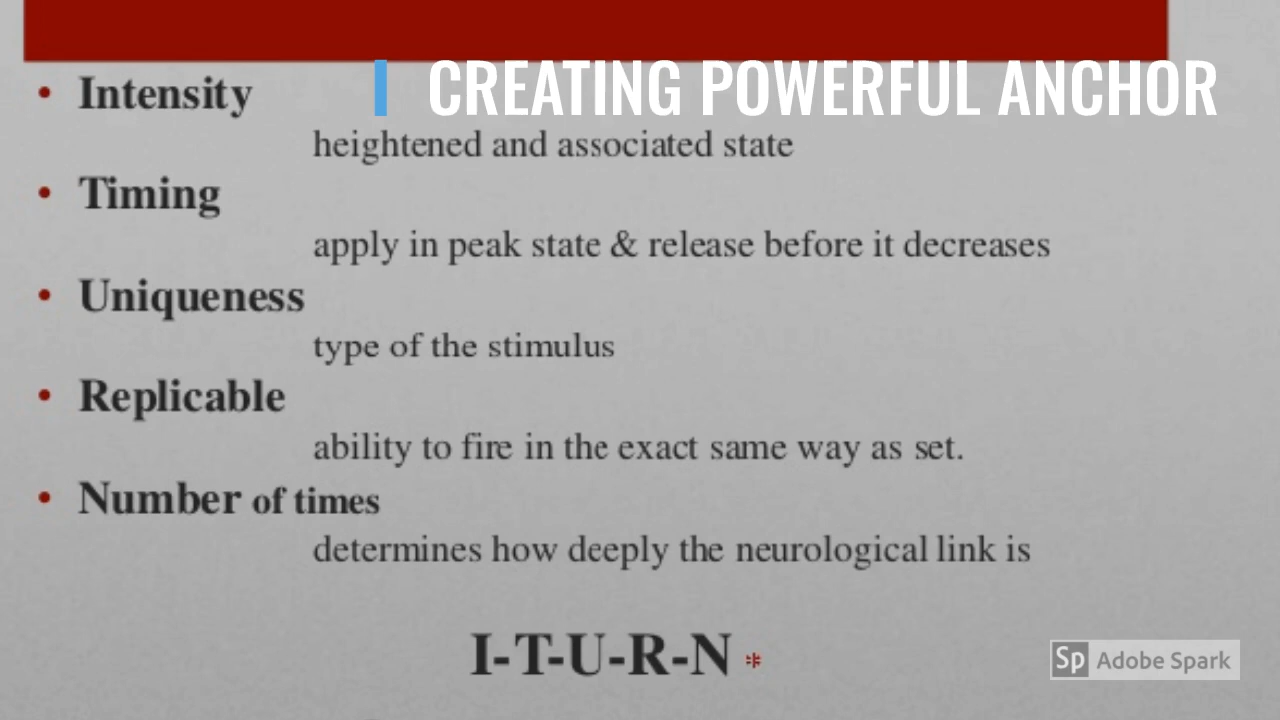 CREATING POWERFUL ANCHOR
• Intensity
heightened and associated state
• Timing
apply in peak state & release before it decreases
• Uniqueness
type of the stimulus
• Replicable
ability to fire in the exact same way as set.
• Number of times
determines how deeply the neurological link is
I-T-U-R-N *
Sp Adobe Spark